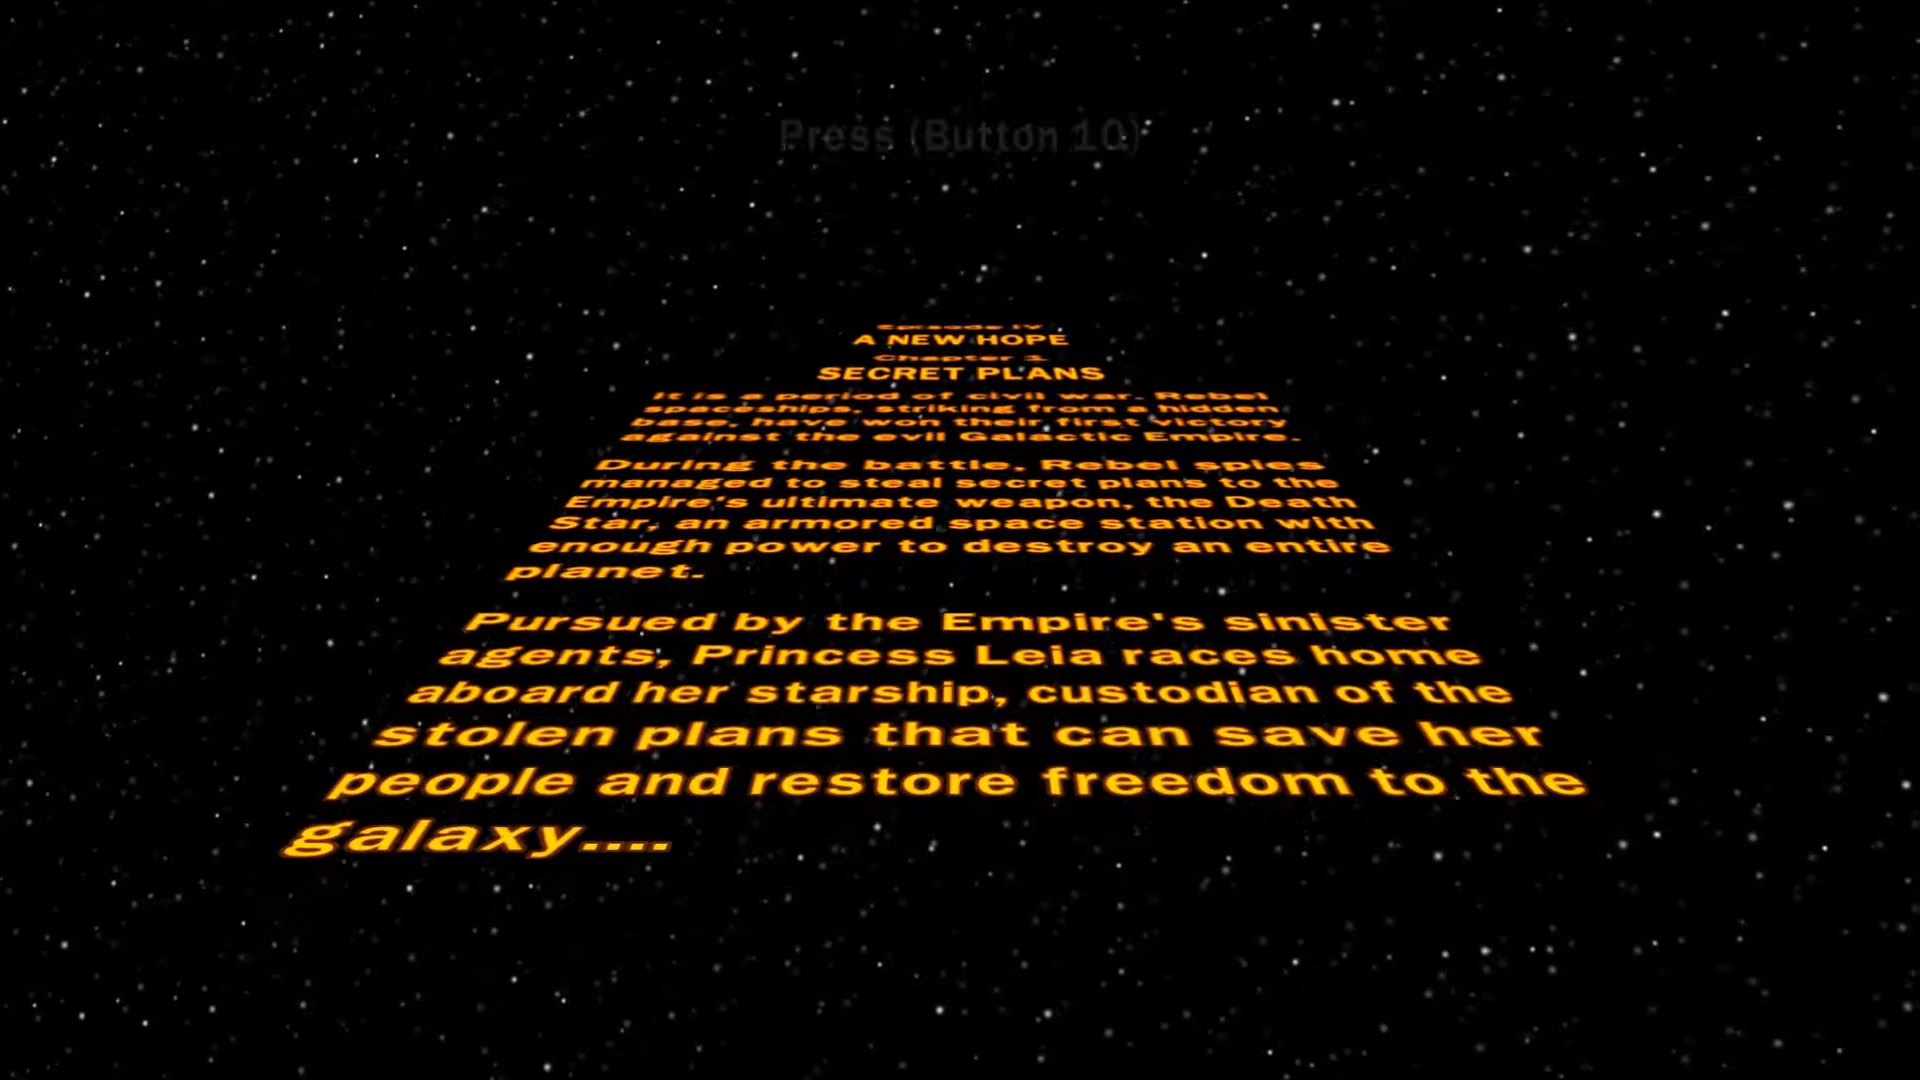 Press (Button 10)
Episode IV
A NEW HOPE
Chapter 1
SECRET PLANS
It is a period of civil war. Rebel
spaceships, striking from a hidden
base, have won their first victory
against the evil Galactic Empire.
During the battle, Rebel spies
managed to steal secret plans to the
Empire's ultimate weapon, the Death
Star, an armored space station with
enough power to destroy an entire
planet.
Pursued by the Empire's sinister
agents, Princess Leia races home
aboard her starship, custodian of the
stolen plans that can save her
people and restore freedom to the
galaxy....